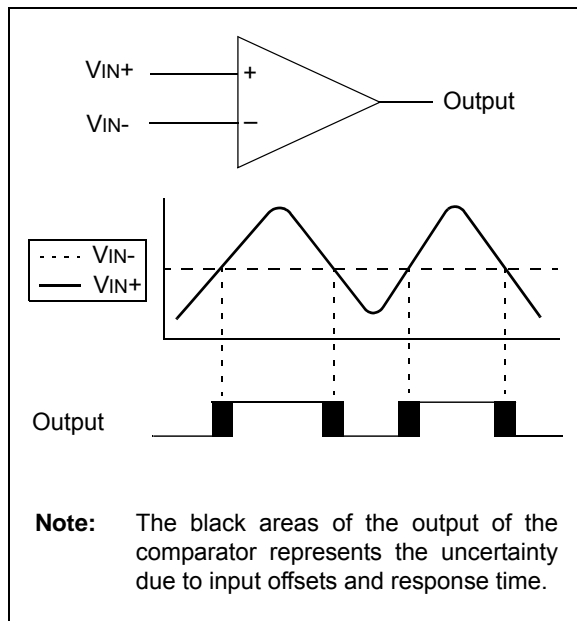 VIN+
+
Output
VIN-
–
VIN-
VIN+
Output
Note: The black areas of the output of the
comparator represents the uncertainty
due to input offsets and response time.